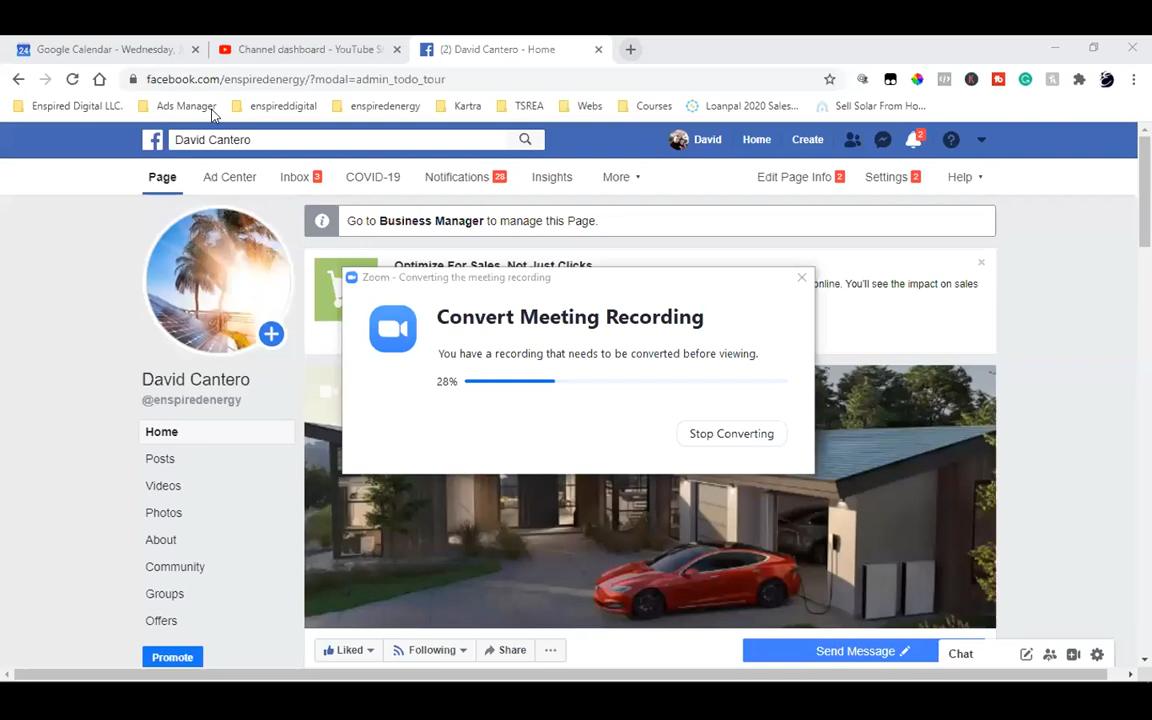 Google Calendar - Wednesday,
Channel dashboard - YouTube S
(2) David Cantero - Home
facebook.com/enspiredenergy/?modal=admin_todo_tour
Enspired Digital LLC. Ads Manager enspireddigital enspiredenergy Kartra TSREA Webs Courses Loanpal 2020 Sales... Sell Solar From Ho...
David Cantero
David Home Create 2
Page Ad Center Inbox 3 COVID-19 Notifications 28 Insights More Edit Page Info 2 Settings 2 Help
Go to Business Manager to manage this Page.
Optimize For Sales, Not Just Clicks
online. You'll see the impact on sales
Zoom - Converting the meeting recording
Convert Meeting Recording
You have a recording that needs to be converted before viewing.
28%
Stop Converting
David Cantero
@enspiredenergy
Home
Posts
Videos
Photos
About
Community
Groups
Offers
Promote
Liked Following Share
Send Message
Chat